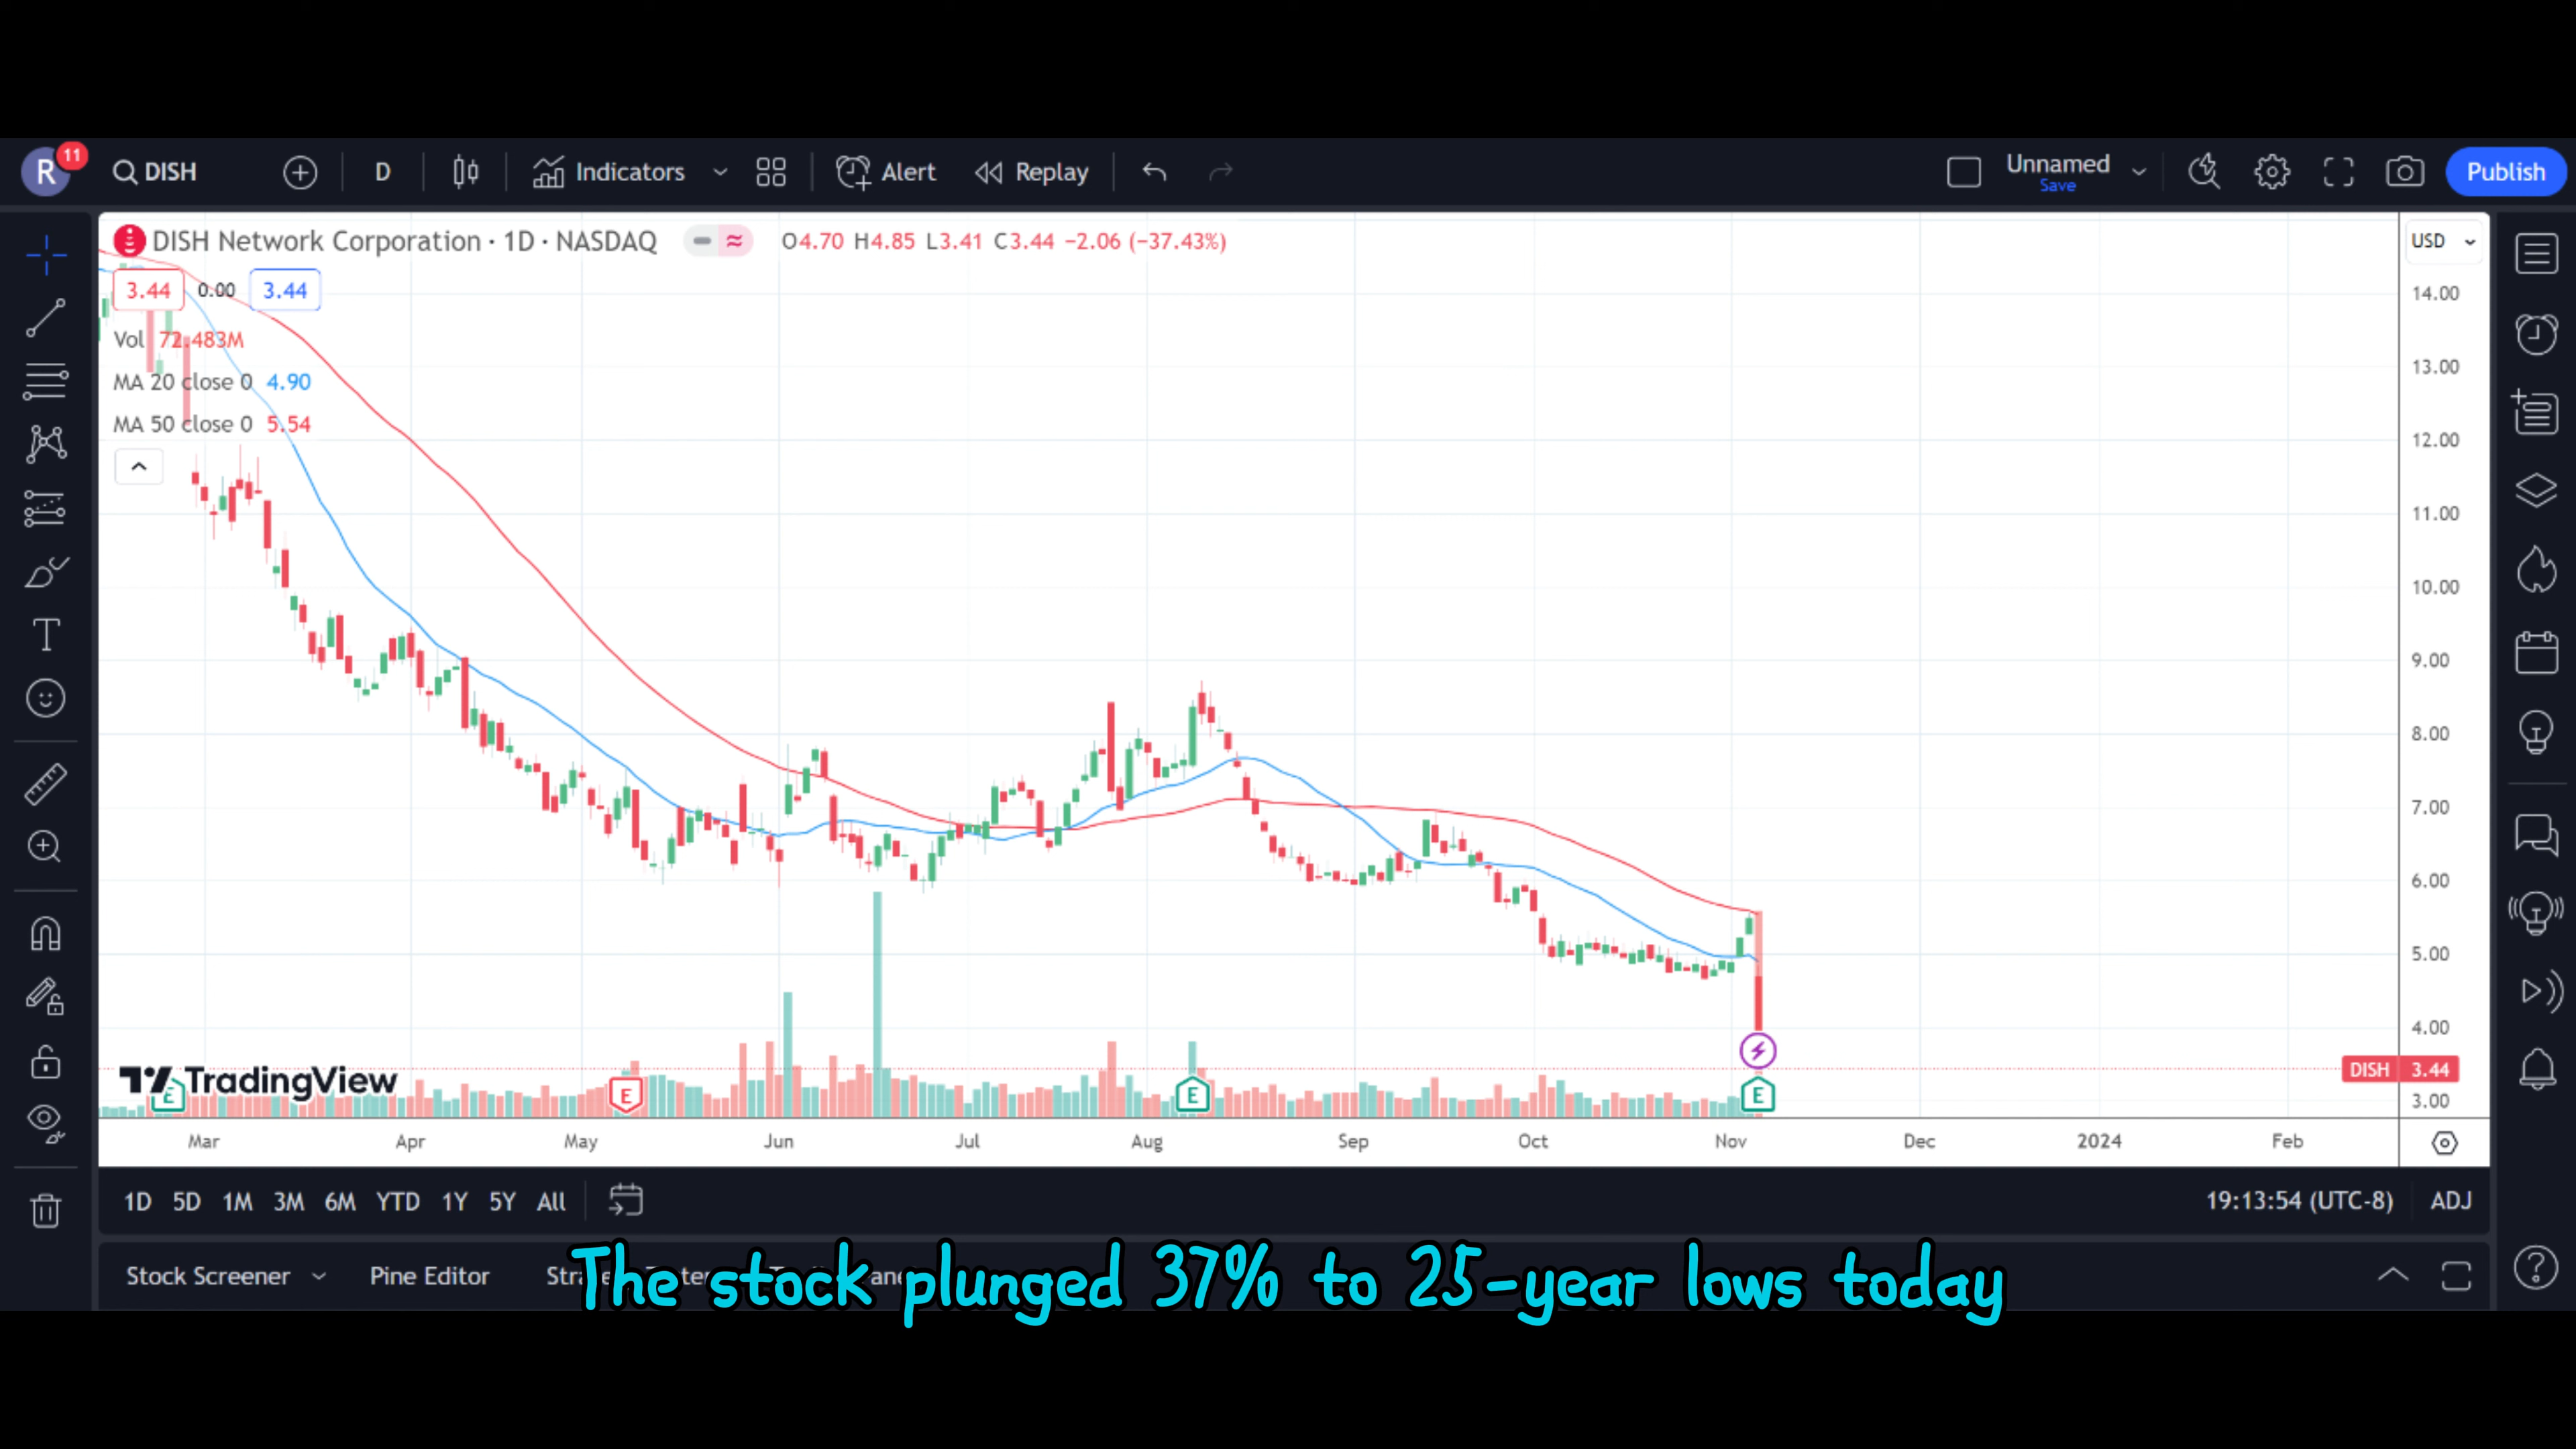 R 11 DISH D Indicators Alert Replay Unnamed Save Publish
DISH Network Corporation · 1D · NASDAQ O4.70 H4.85 L3.41 C3.44 −2.06 (−37.43%) USD
3.44 0.00 3.44
Vol 72.483M
MA 20 close 0 4.90
MA 50 close 0 5.54
14.00
13.00
12.00
11.00
10.00
9.00
8.00
7.00
6.00
5.00
4.00
DISH 3.44
3.00
TradingView
E E E E
Mar Apr May Jun Jul Aug Sep Oct Nov Dec 2024 Feb
1D 5D 1M 3M 6M YTD 1Y 5Y All 19:13:54 (UTC-8) ADJ
Stock Screener Pine Editor
The stock plunged 37% to 25-year lows today